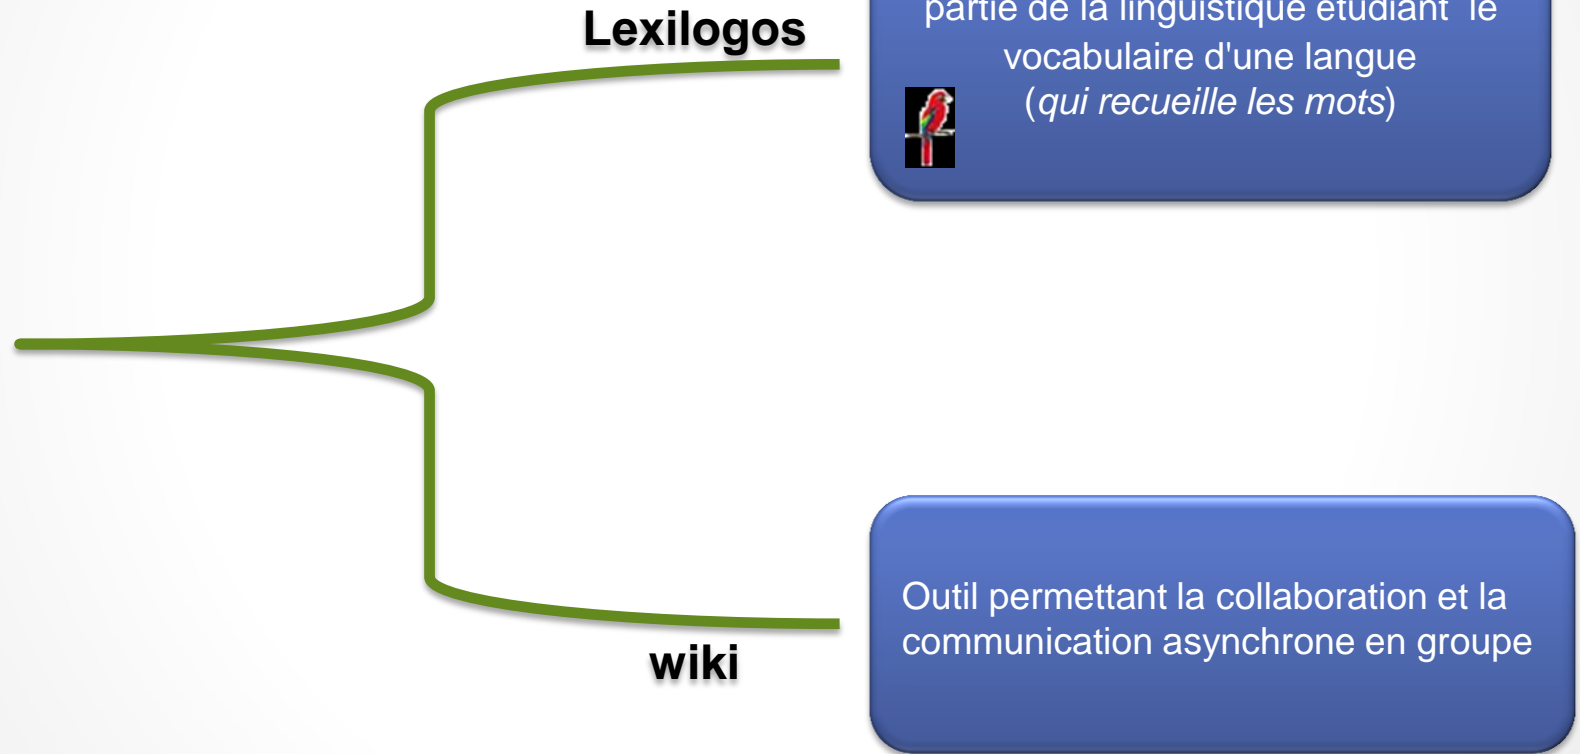 Lexilogos
partie de la linguistique étudiant le
vocabulaire d'une langue
(qui recueille les mots)
Outil permettant la collaboration et la
communication asynchrone en groupe
wiki